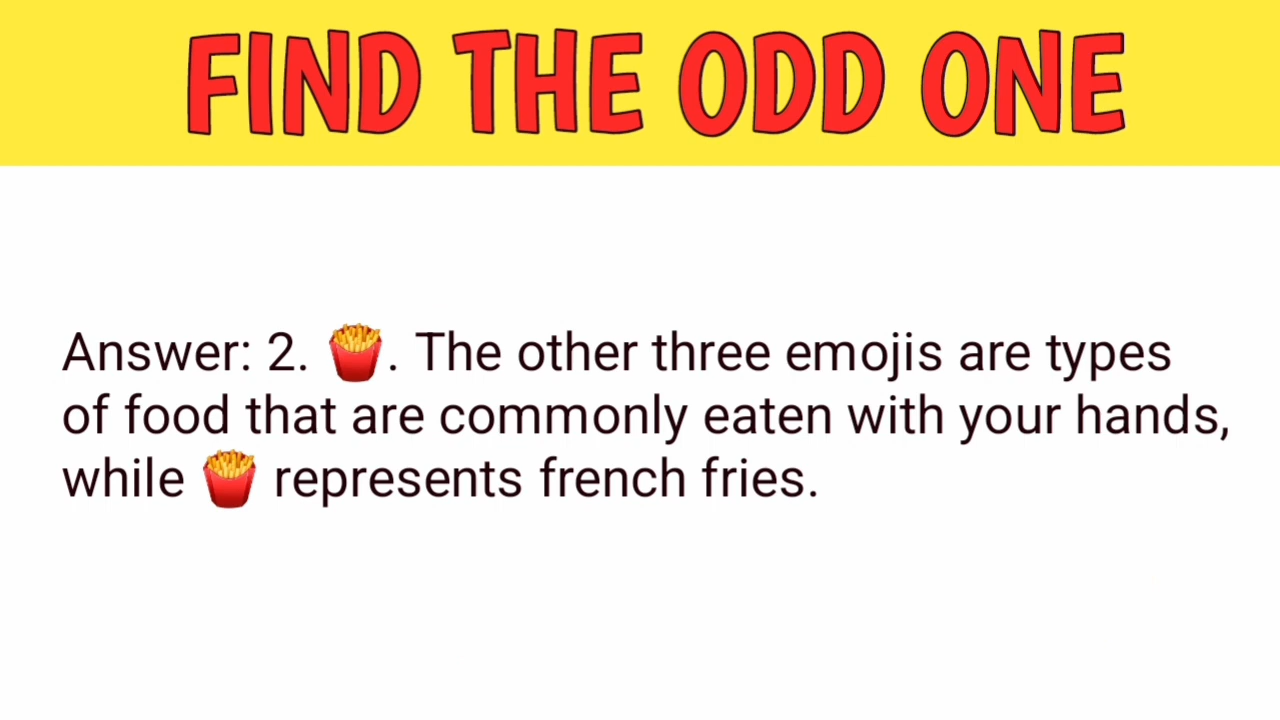 FIND THE ODD ONE
Answer: 2. 🍟. The other three emojis are types
of food that are commonly eaten with your hands,
while 🍟 represents french fries.